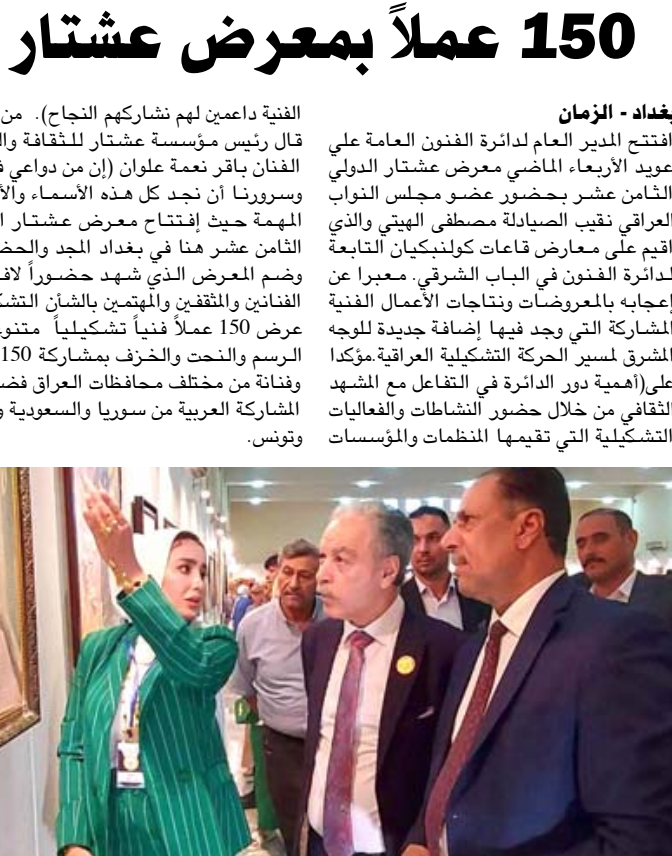 150 عملاً بمعرض عشتار
بغداد - الزمان
افتتح المدير العام لدائرة الفنون العامة علي
عويد الأربعاء الماضي معرض عشتار الدولي
الثامن عشر بحضور عضو مجلس النواب
العراقي نقيب الصيادلة مصطفى الهيتي والذي
اقيم على معارض قاعات كولنبكيان التابعة
لدائرة الفنون في الباب الشرقي. معبرا عن
إعجابه بالمعروضات ونتاجات الأعمال الفنية
المشاركة التي وجد فيها إضافة جديدة للوجه
المشرق لمسير الحركة التشكيلية العراقية.مؤكدا
على(أهمية دور الدائرة في التفاعل مع المشهد
الثقافي من خلال حضور النشاطات والفعاليات
التشكيلية التي تقيمها المنظمات والمؤسسات
الفنية داعمين لهم نشاركهم النجاح). من
قال رئيس مؤسسة عشتار للثقافة
الفنان باقر نعمة علوان (إن من دواعي
وسرورنا أن نجد كل هذه الأسماء
المهمة حيث إفتتاح معرض عشتار
الثامن عشر هنا في بغداد المجد
وضم المعرض الذي شهد حضوراً
الفنانين والمثقفين والمهتمين بالشأن
عرض 150 عملاً فنياً تشكيلياً
الرسم والنحت والخزف بمشاركة 150
وفنانة من مختلف محافظات العراق
المشاركة العربية من سوريا والسعودية
وتونس.